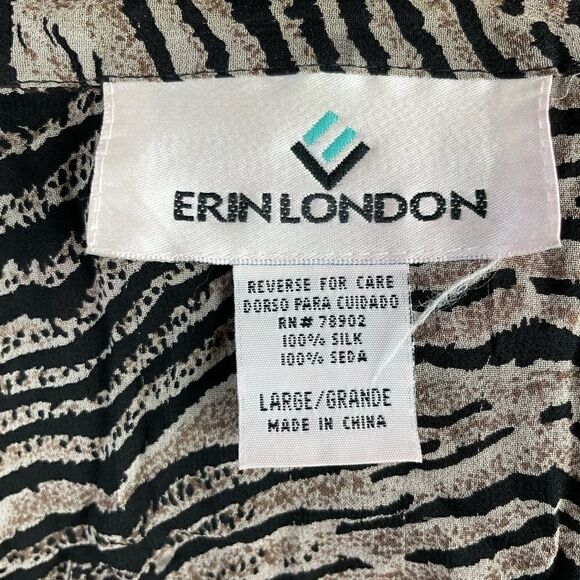 ERIN LONDON
REVERSE FOR CARE
DORSO PARA CUIDADO
RN# 78902
100% SILK
100% SEDA
LARGE/GRANDE
MADE IN CHINA